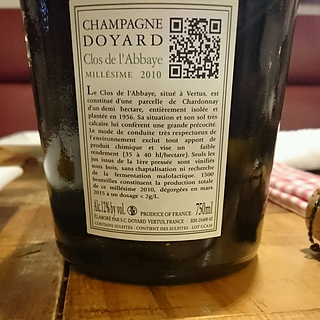 CHAMPAGNE
DOYARD
Clos de l'Abbaye
MILLÉSIME 2010
Le Clos de l'Abbaye, situé à Vertus, est
constitué d'une parcelle de Chardonnay
d'un demi hectare, entièrement isolée et
plantée en 1956. Sa situation et son sol très
calcaire lui confèrent une grande précocité.
Le mode de conduite très respectueux de
l'environnement exclut tout apport de
produit chimique et vise un faible
rendement (35 à 40 hl/hectare). Seuls les
jus issus de la 1ère pressée sont vinifiés
sous bois, sans chaptalisation ni recherche
de la fermentation malolactique. 1500
bouteilles constituent la production totale
de ce millésime 2010, dégorgées en mars
2015 à un dosage < 2g/L.
Alc.12% by vol. PRODUCE OF FRANCE 750ml
ELABORÉ PAR S.C. DOYARD VERTUS, FRANCE
CONTAINS SULFITES - CONTIENT DES SULFITES - LOT